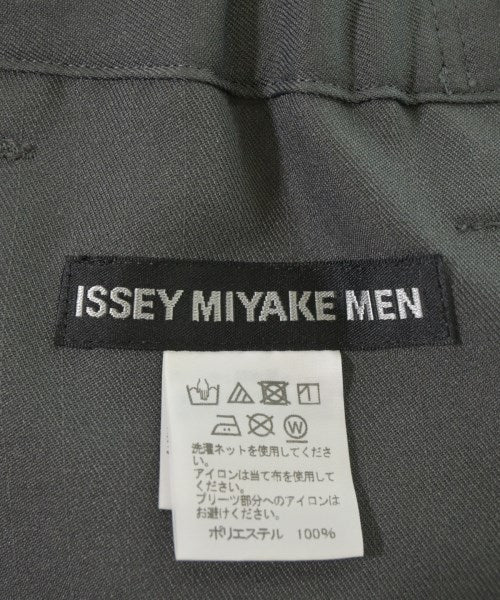 ISSEY MIYAKE MEN
W
洗濯ネットを使用してくださ
い。
アイロンは当て布を使用して
ください。
プリーツ部分へのアイロンは
お避けください。
ポリエステル 100%